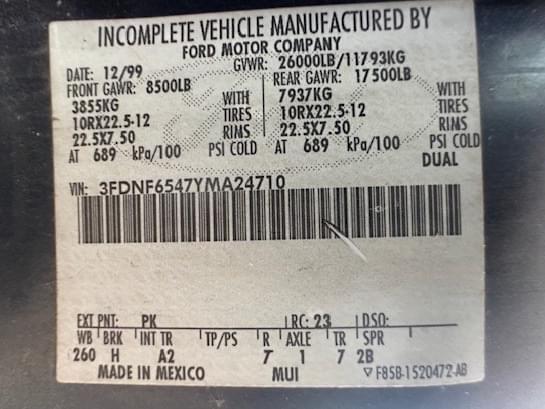 INCOMPLETE VEHICLE MANUFACTURED BY
FORD MOTOR COMPANY
DATE: 12/99 GVWR: 26000LB/11793KG
FRONT GAWR: 8500LB REAR GAWR: 17500LB
3855KG WITH 7937KG WITH
10RX22.5-12 TIRES 10RX22.5-12 TIRES
22.5X7.50 RIMS 22.5X7.50 RIMS
AT 689 kPa/100 PSI COLD AT 689 kPa/100 PSI COLD
DUAL
VIN: 3FDNF6547YMA24710
EXT PNT: PK RC: 23 DSO:
WB BRK INT TR TP/PS R AXLE TR SPR
260 H A2 T 1 7 2B
MADE IN MEXICO MUI ▽ F85B-1520472-AB